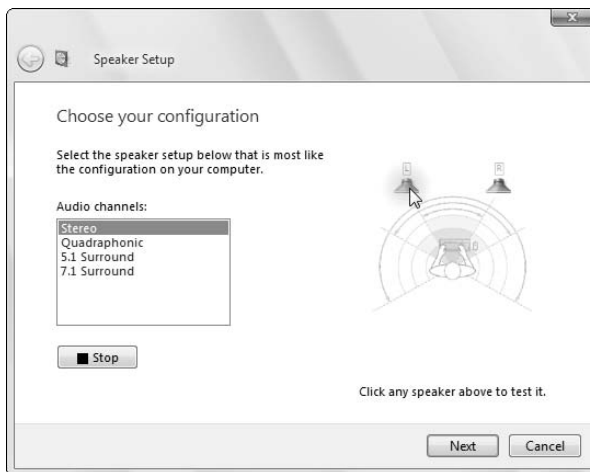 Speaker Setup
Choose your configuration
Select the speaker setup below that is most like
the configuration on your computer.
Audio channels:
Stereo
Quadraphonic
5.1 Surround
7.1 Surround
Stop
L
R
Click any speaker above to test it.
Next
Cancel